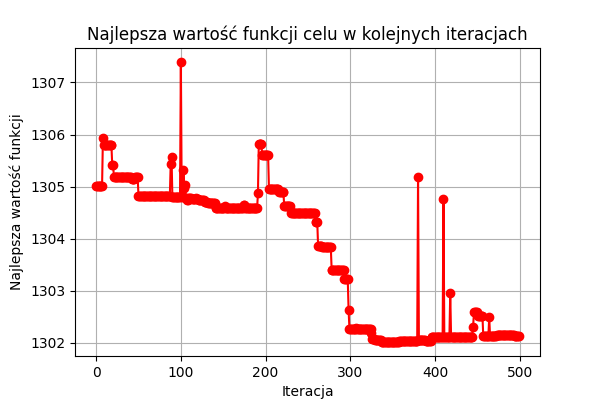 Najlepsza wartość funkcji celu w kolejnych iteracjach
Najlepsza wartość funkcji
1307
1306
1305
1304
1303
1302
0 100 200 300 400 500
Iteracja